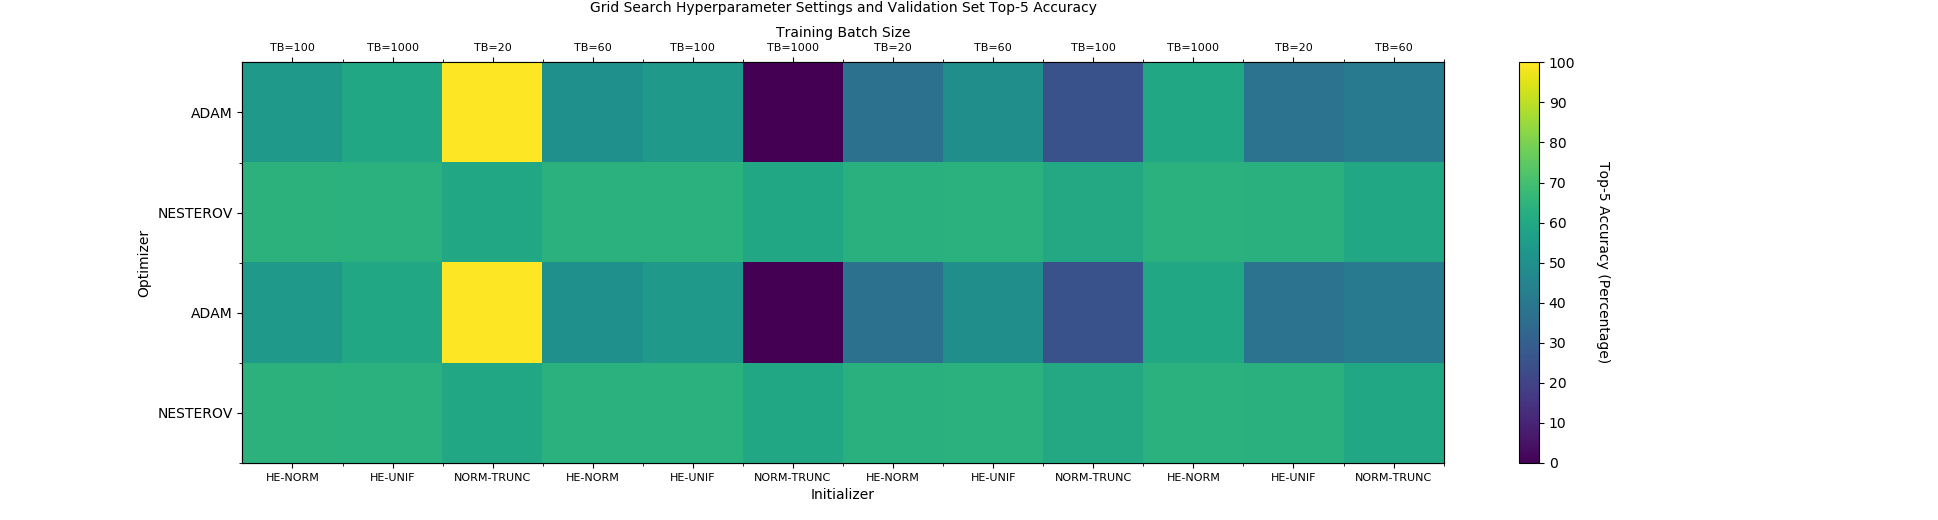 Grid Search Hyperparameter Settings and Validation Set Top-5 Accuracy
Training Batch Size
TB=100 TB=1000 TB=20 TB=60 TB=100 TB=1000 TB=20 TB=60 TB=100 TB=1000 TB=20 TB=60
ADAM
NESTEROV
ADAM
NESTEROV
Optimizer
HE-NORM HE-UNIF NORM-TRUNC HE-NORM HE-UNIF NORM-TRUNC HE-NORM HE-UNIF NORM-TRUNC HE-NORM HE-UNIF NORM-TRUNC
Initializer
100
90
80
70
60
50
40
30
20
10
0
Top-5 Accuracy (Percentage)